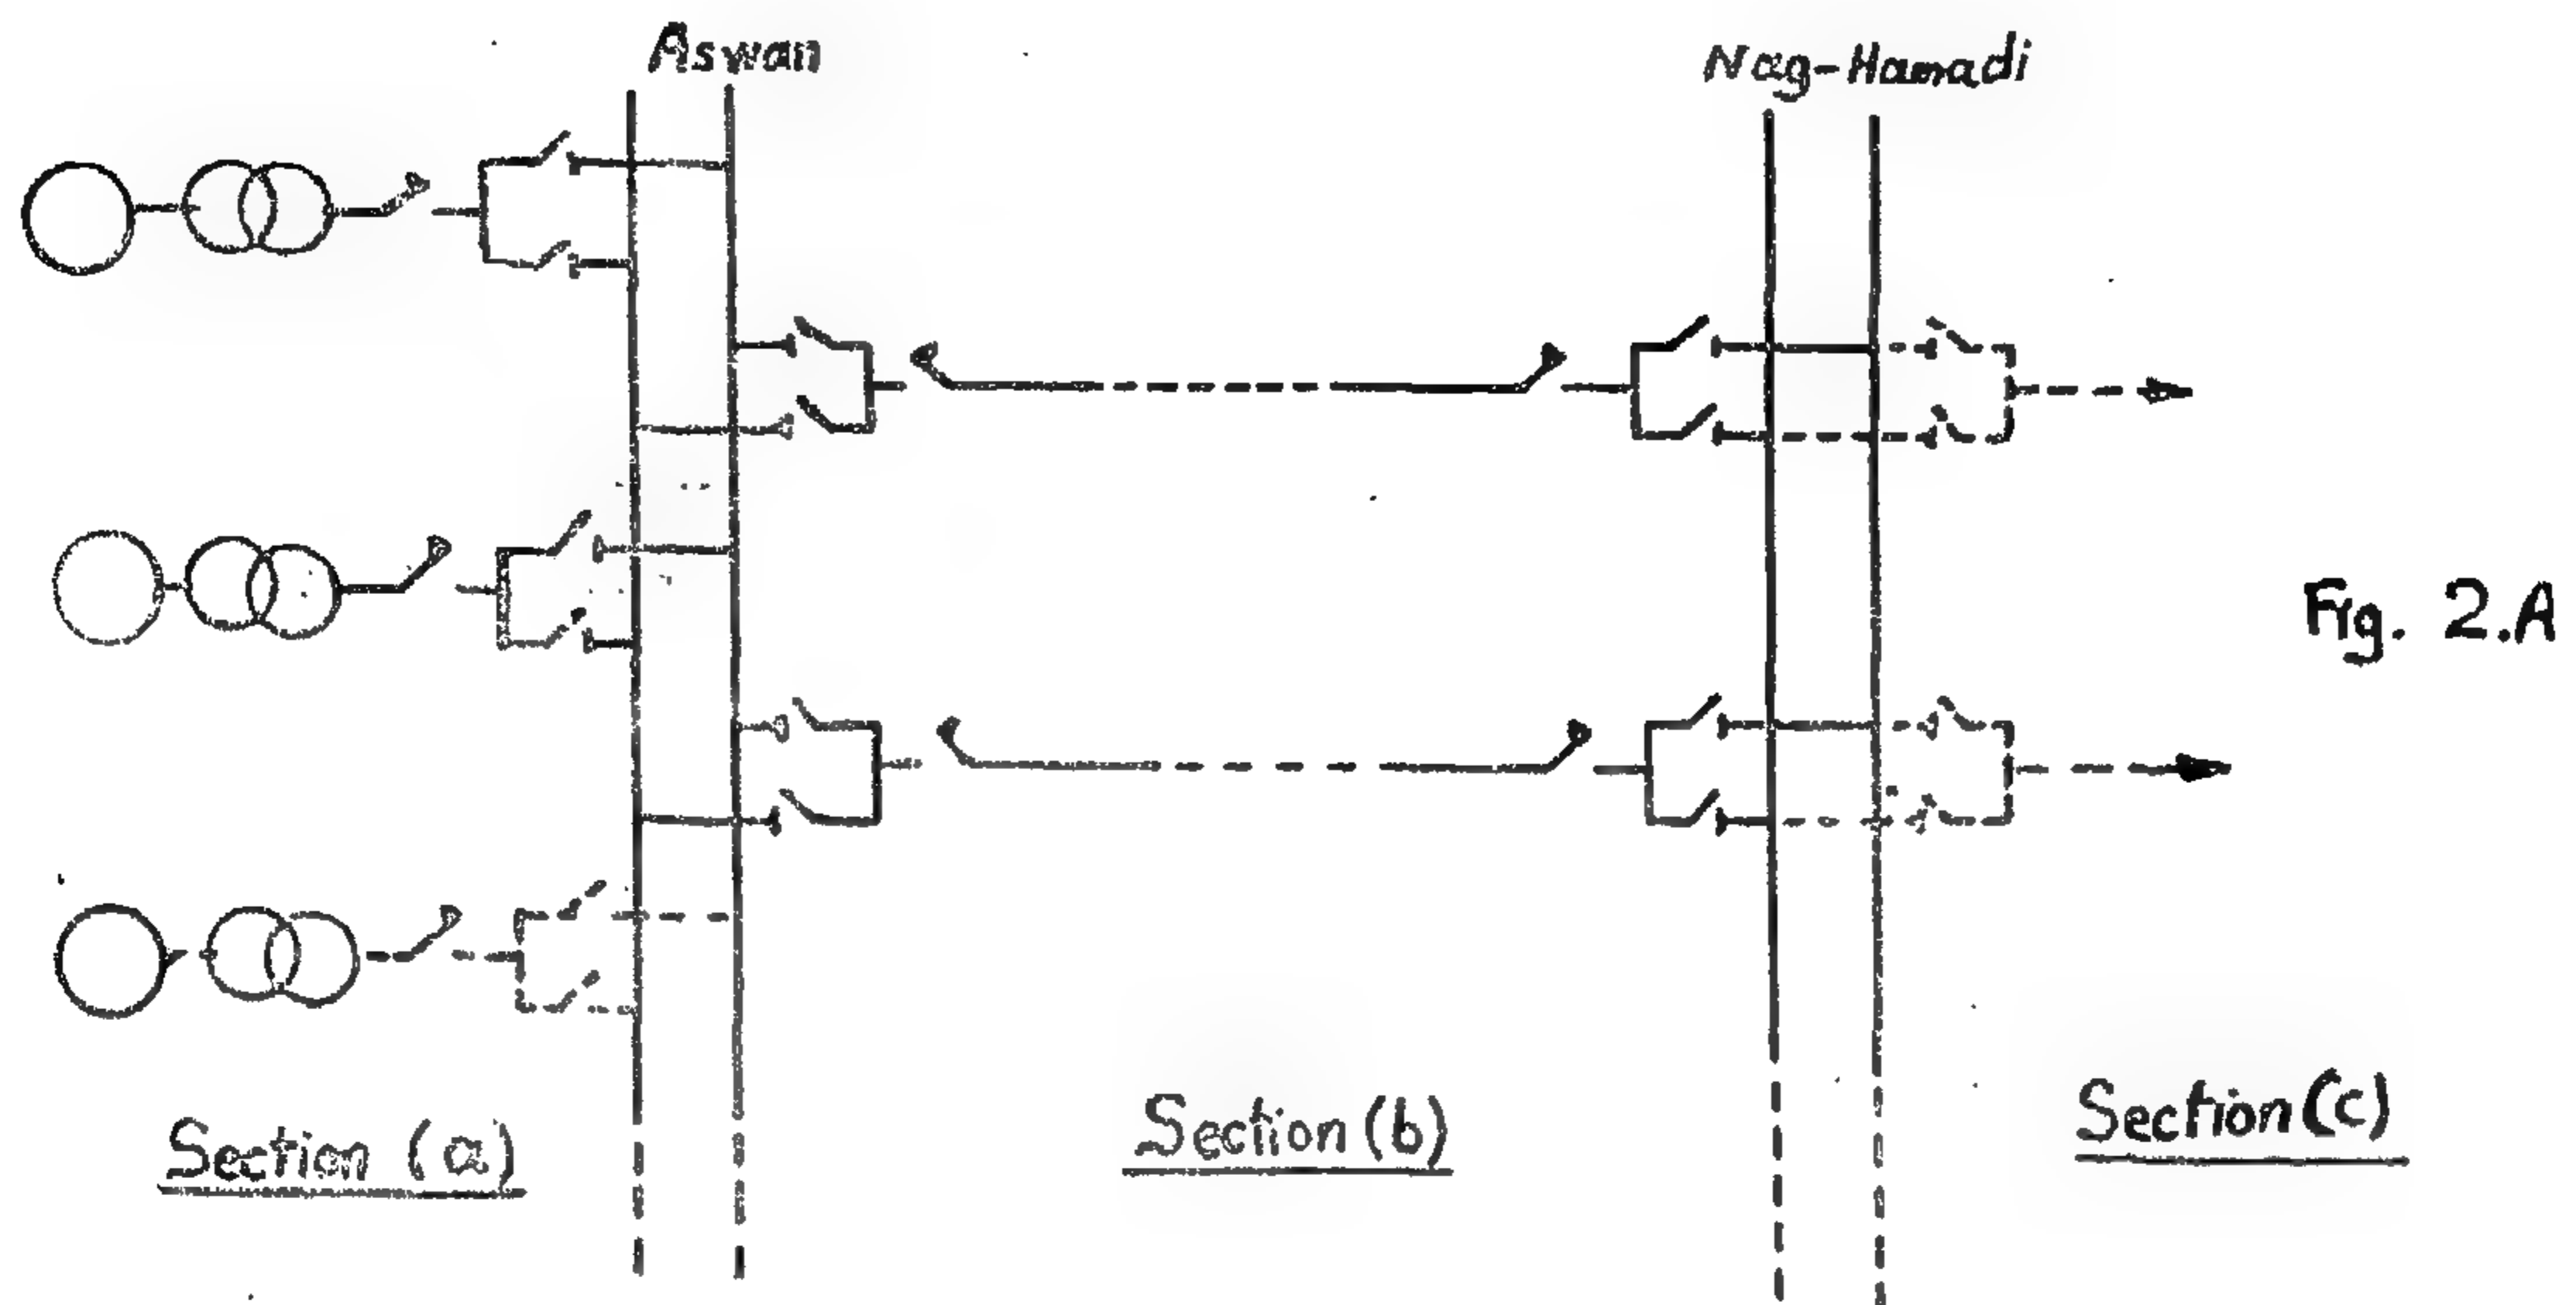 Aswan
Nag-Hamadi
Fig. 2.A
Section (a)
Section (b)
Section (c)